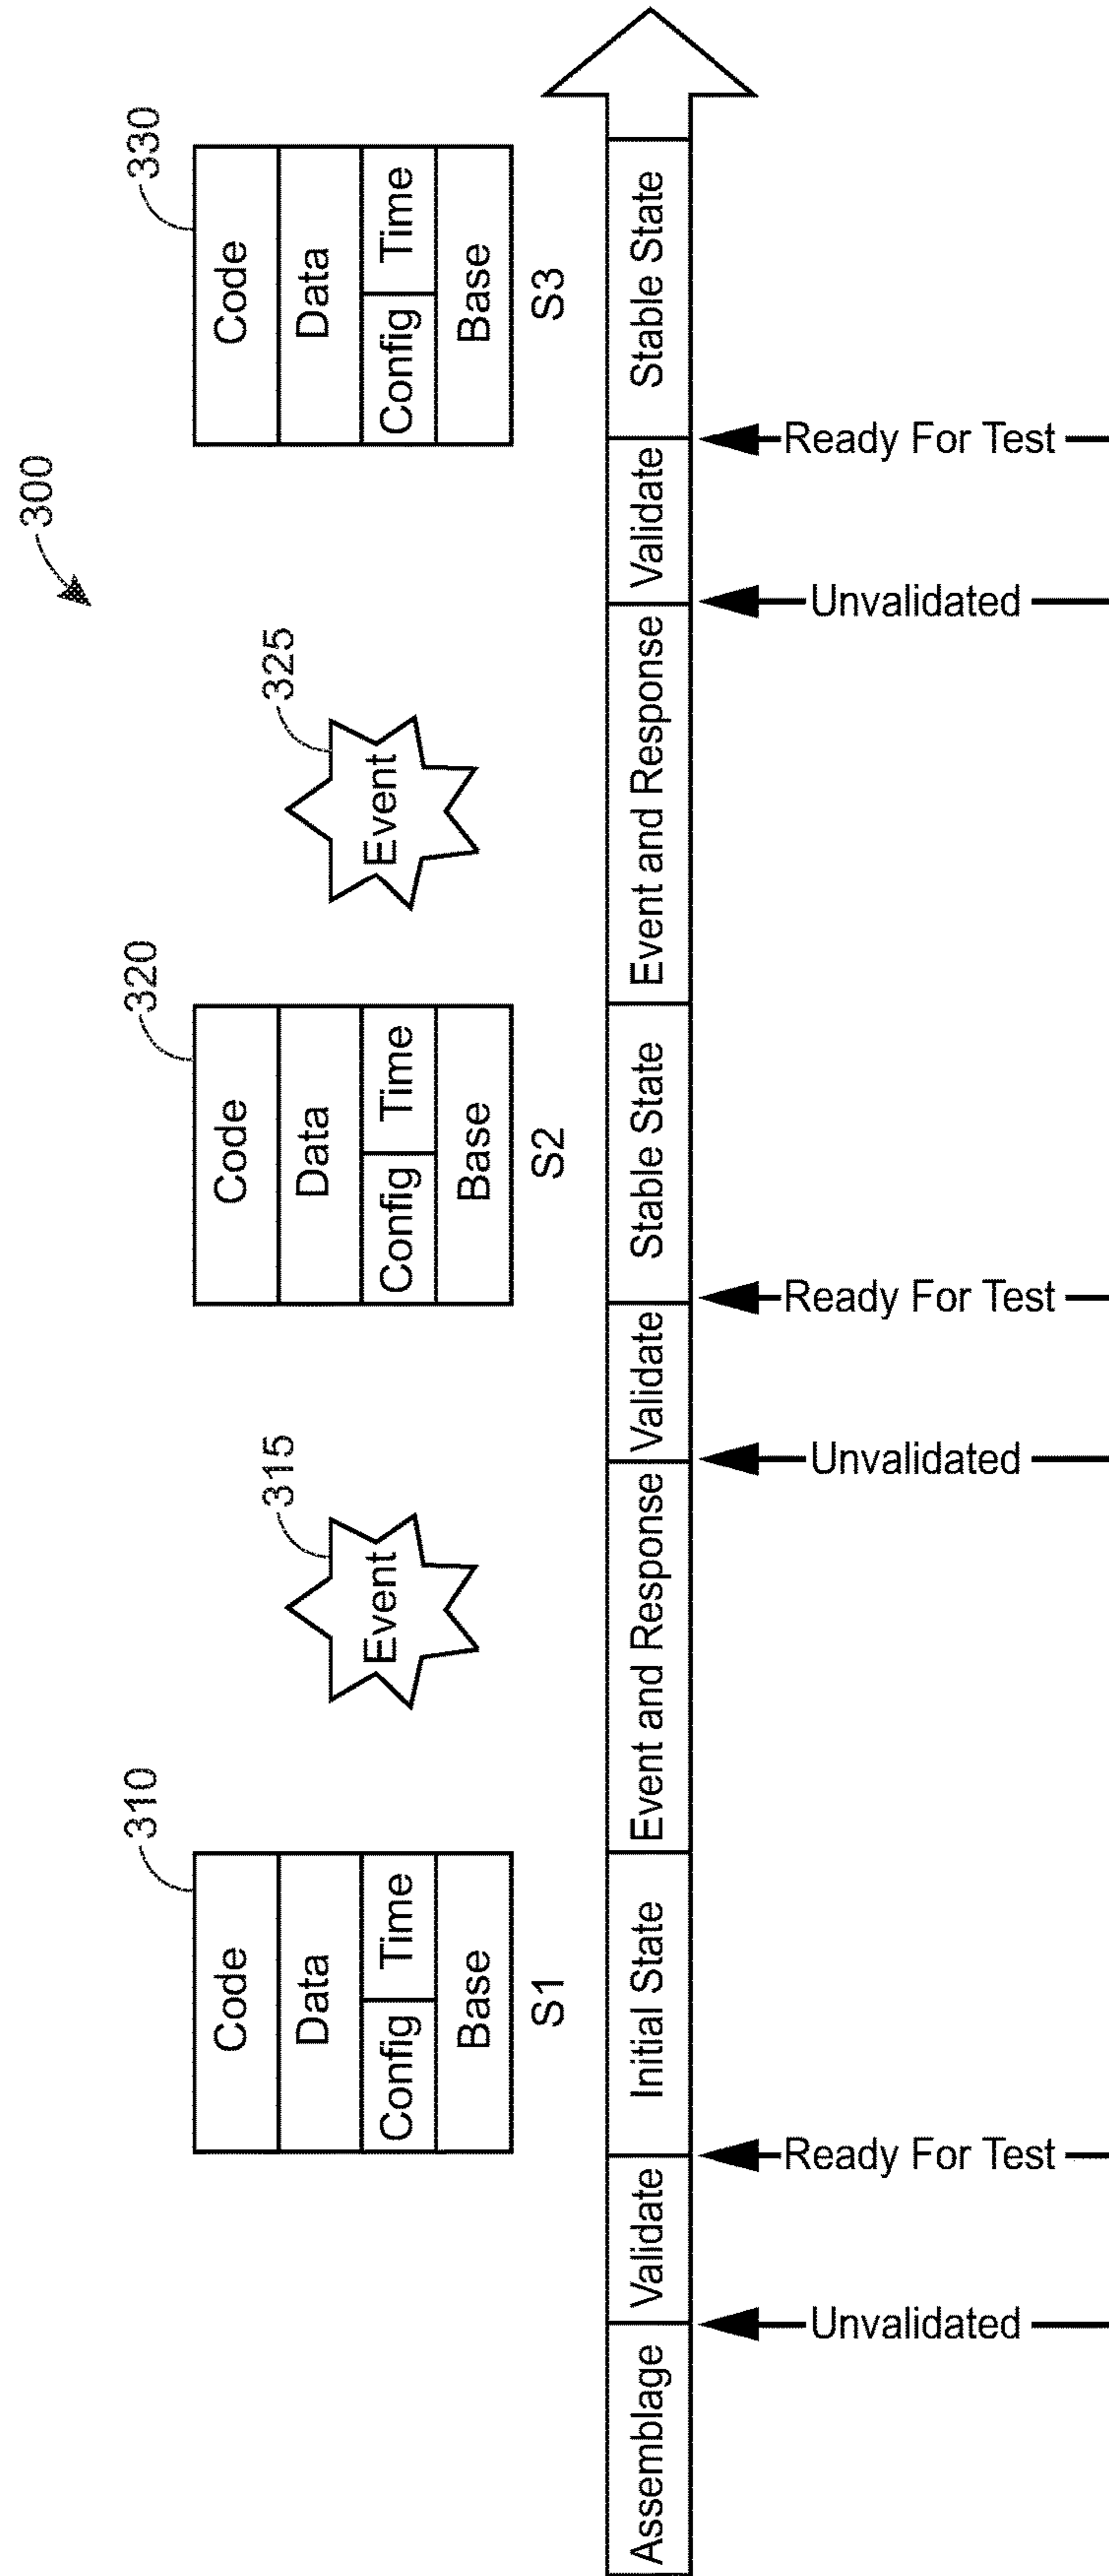 300
310
320
330
Code
Data
Config Time
Base
S1
315
Event
Code
Data
Config Time
Base
S2
325
Event
Code
Data
Config Time
Base
S3
Assemblage
Validate
Initial State
Event and Response
Validate
Stable State
Event and Response
Validate
Stable State
Unvalidated
Ready For Test
Unvalidated
Ready For Test
Unvalidated
Ready For Test